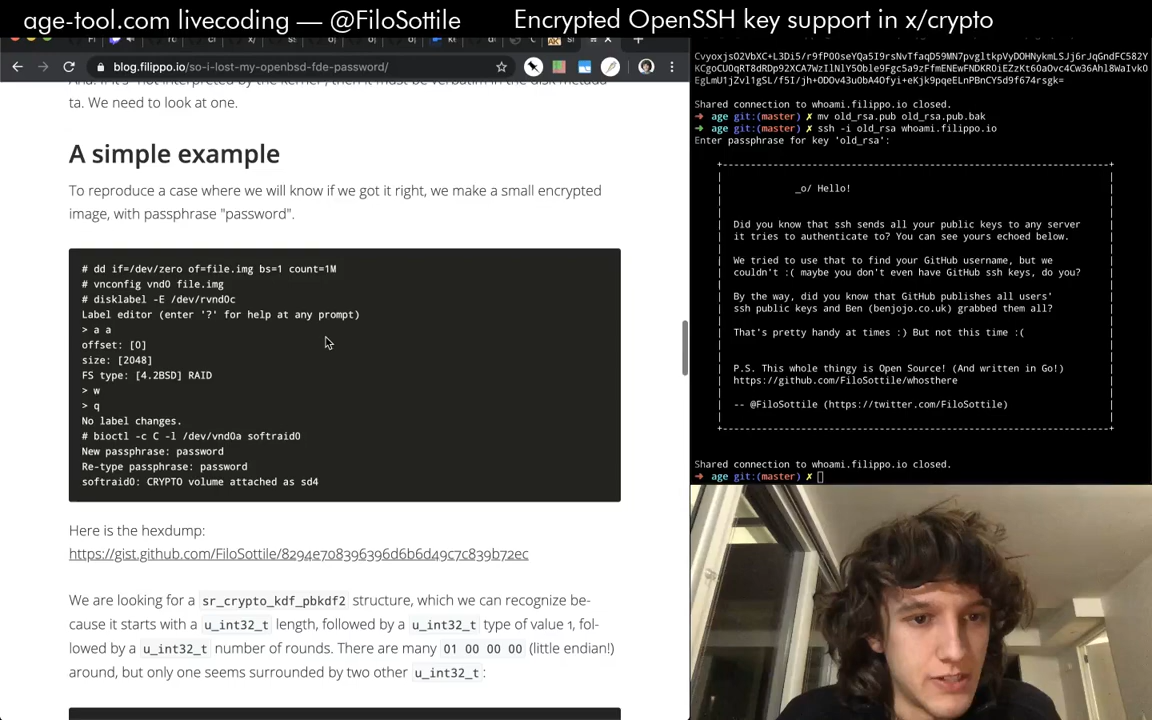 age-tool.com livecoding — @FiloSottile
Encrypted OpenSSH key support in x/crypto
blog.filippo.io/so-i-lost-my-openbsd-fde-password/
ta. We need to look at one.
A simple example
To reproduce a case where we will know if we got it right, we make a small encrypted
image, with passphrase "password".
# dd if=/dev/zero of=file.img bs=1 count=1M
# vnconfig vnd0 file.img
# disklabel -E /dev/rvnd0c
Label editor (enter '?' for help at any prompt)
> a a
offset: [0]
size: [2048]
FS type: [4.2BSD] RAID
> w
> q
No label changes.
# bioctl -c C -l /dev/vnd0a softraid0
New passphrase: password
Re-type passphrase: password
softraid0: CRYPTO volume attached as sd4
Here is the hexdump:
https://gist.github.com/FiloSottile/8294e708396396d6b6d49c7c839b72ec
We are looking for a sr_crypto_kdf_pbkdf2 structure, which we can recognize be-
cause it starts with a u_int32_t length, followed by a u_int32_t type of value 1, fol-
lowed by a u_int32_t number of rounds. There are many 01 00 00 00 (little endian!)
around, but only one seems surrounded by two other u_int32_t:
Shared connection to whoami.filippo.io closed.
➜ age git:(master) ✗ mv old_rsa.pub old_rsa.pub.bak
➜ age git:(master) ✗ ssh -i old_rsa whoami.filippo.io
Enter passphrase for key 'old_rsa':
_o/ Hello!
Did you know that ssh sends all your public keys to any server
it tries to authenticate to? You can see yours echoed below.
We tried to use that to find your GitHub username, but we
couldn't :( maybe you don't even have GitHub ssh keys, do you?
By the way, did you know that GitHub publishes all users'
ssh public keys and Ben (benjojo.co.uk) grabbed them all?
That's pretty handy at times :) But not this time :(
P.S. This whole thingy is Open Source! (And written in Go!)
https://github.com/FiloSottile/whosthere
-- @FiloSottile (https://twitter.com/FiloSottile)
Shared connection to whoami.filippo.io closed.
➜ age git:(master) ✗